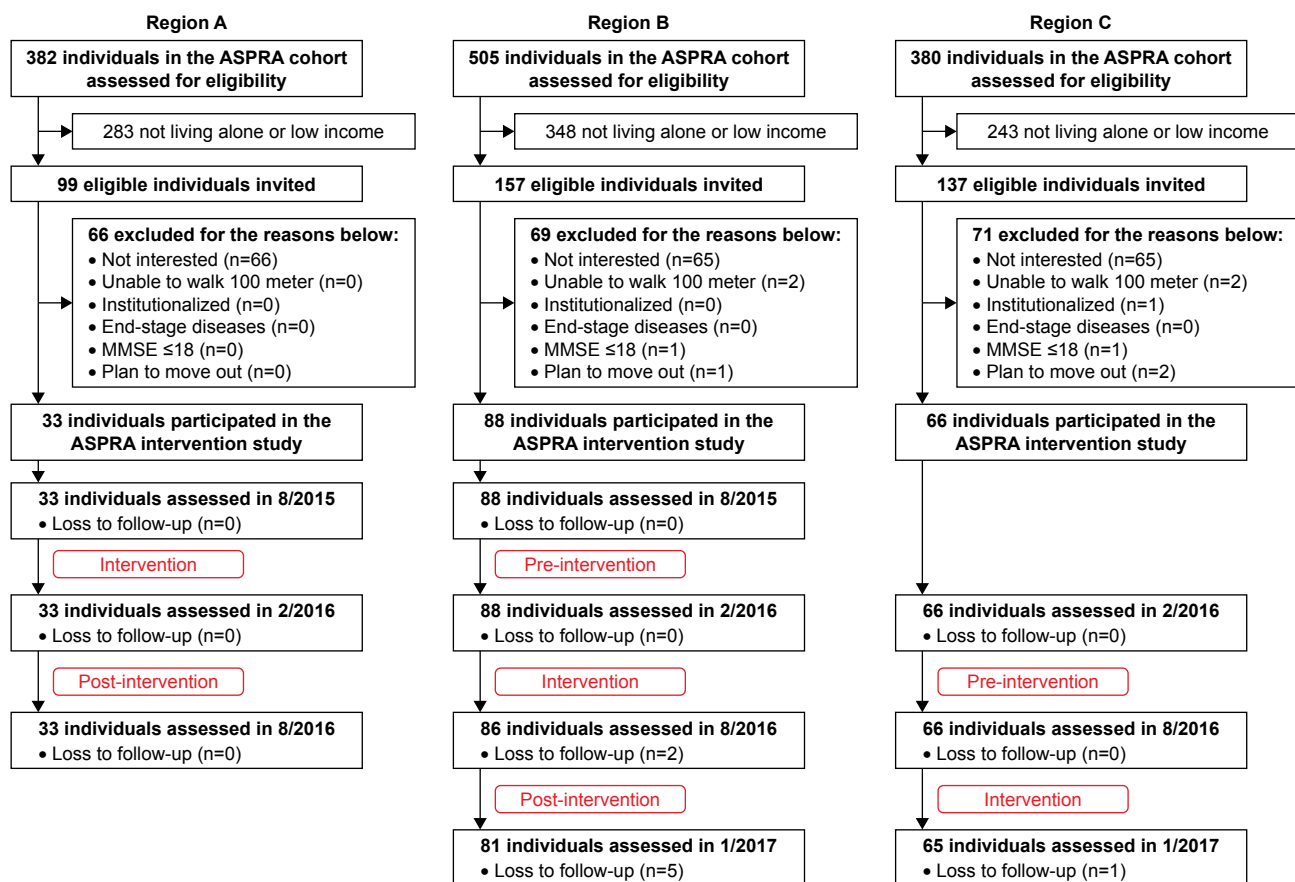 Region A
382 individuals in the ASPRA cohort
assessed for eligibility
283 not living alone or low income
99 eligible individuals invited
66 excluded for the reasons below:
• Not interested (n=66)
• Unable to walk 100 meter (n=0)
• Institutionalized (n=0)
• End-stage diseases (n=0)
• MMSE ≤18 (n=0)
• Plan to move out (n=0)
33 individuals participated in the
ASPRA intervention study
33 individuals assessed in 8/2015
• Loss to follow-up (n=0)
Intervention
33 individuals assessed in 2/2016
• Loss to follow-up (n=0)
Post-intervention
33 individuals assessed in 8/2016
• Loss to follow-up (n=0)
Region B
505 individuals in the ASPRA cohort
assessed for eligibility
348 not living alone or low income
157 eligible individuals invited
69 excluded for the reasons below:
• Not interested (n=65)
• Unable to walk 100 meter (n=2)
• Institutionalized (n=0)
• End-stage diseases (n=0)
• MMSE ≤18 (n=1)
• Plan to move out (n=1)
88 individuals participated in the
ASPRA intervention study
88 individuals assessed in 8/2015
• Loss to follow-up (n=0)
Pre-intervention
88 individuals assessed in 2/2016
• Loss to follow-up (n=0)
Intervention
86 individuals assessed in 8/2016
• Loss to follow-up (n=2)
Post-intervention
81 individuals assessed in 1/2017
• Loss to follow-up (n=5)
Region C
380 individuals in the ASPRA cohort
assessed for eligibility
243 not living alone or low income
137 eligible individuals invited
71 excluded for the reasons below:
• Not interested (n=65)
• Unable to walk 100 meter (n=2)
• Institutionalized (n=1)
• End-stage diseases (n=0)
• MMSE ≤18 (n=1)
• Plan to move out (n=2)
66 individuals participated in the
ASPRA intervention study
66 individuals assessed in 2/2016
• Loss to follow-up (n=0)
Pre-intervention
66 individuals assessed in 8/2016
• Loss to follow-up (n=0)
Intervention
65 individuals assessed in 1/2017
• Loss to follow-up (n=1)